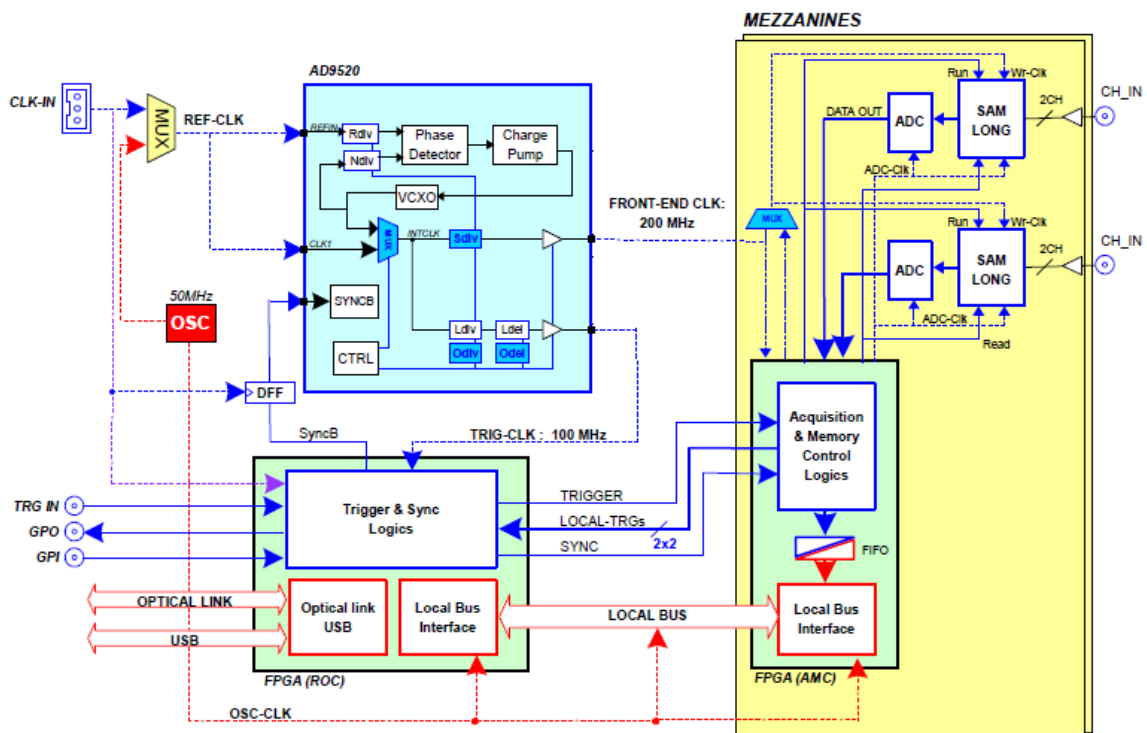 MEZZANINES
AD9520
CLK-IN
MUX
REF-CLK
REFIN
Rdiv
Ndiv
Phase
Detector
Charge
Pump
VCXO
CLK1
MUX
INTCLK
Sdiv
SYNCB
CTRL
Ldiv
Ldel
Odiv
Odel
50MHz
OSC
DFF
SyncB
FRONT-END CLK:
200 MHz
TRIG-CLK : 100 MHz
Run
Wr-Clk
CH_IN
DATA OUT
ADC
SAM
LONG
2CH
ADC-Clk
MUX
Run
Wr-Clk
CH_IN
ADC
SAM
LONG
2CH
ADC-Clk
Read
Acquisition
& Memory
Control
Logics
FIFO
Local Bus
Interface
FPGA (AMC)
TRG IN
GPO
GPI
Trigger & Sync
Logics
TRIGGER
LOCAL-TRGs
2x2
SYNC
OPTICAL LINK
USB
Optical link
USB
Local Bus
Interface
LOCAL BUS
FPGA (ROC)
OSC-CLK